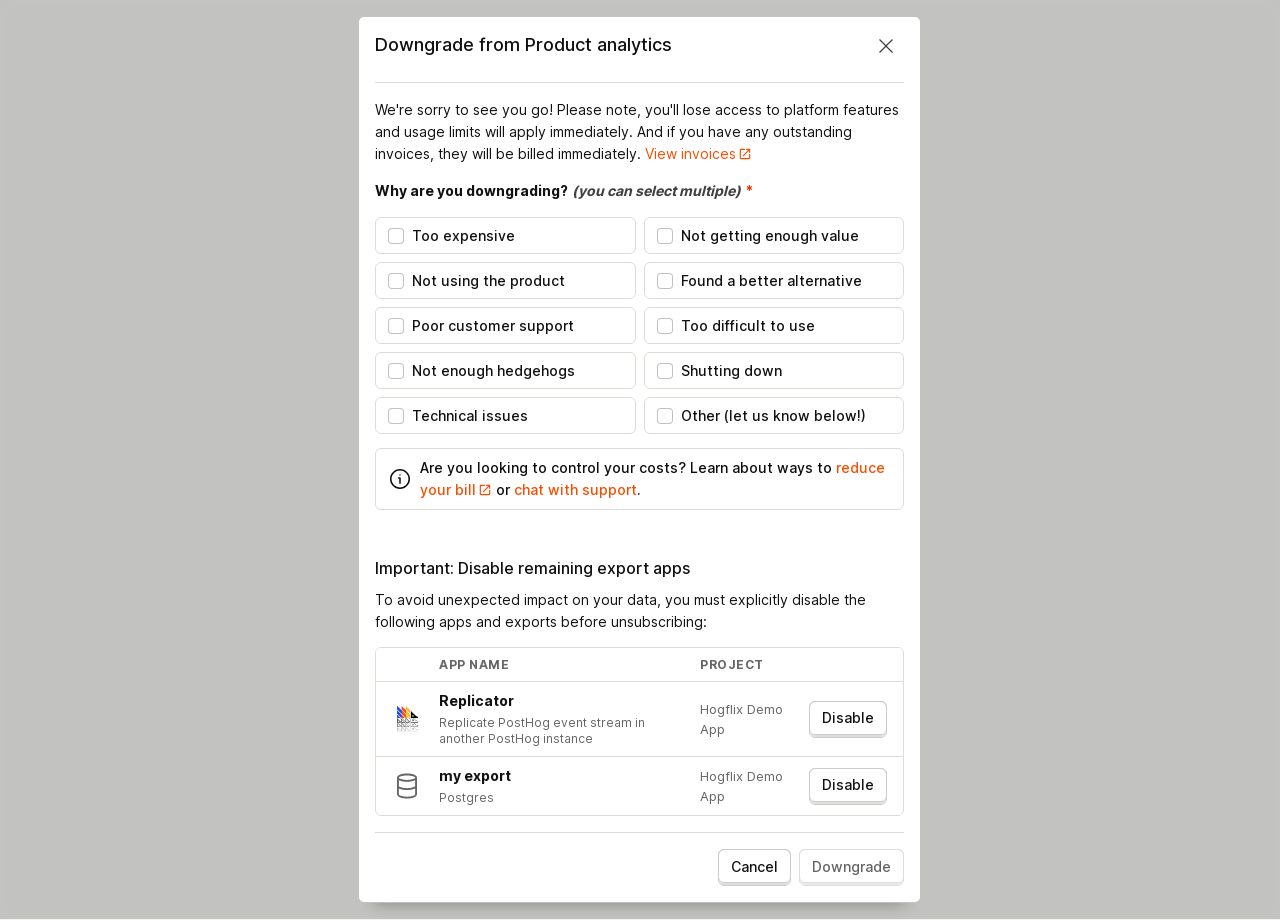 Downgrade from Product analytics
We're sorry to see you go! Please note, you'll lose access to platform features
and usage limits will apply immediately. And if you have any outstanding
invoices, they will be billed immediately. View invoices
Why are you downgrading? (you can select multiple) *
Too expensive
Not getting enough value
Not using the product
Found a better alternative
Poor customer support
Too difficult to use
Not enough hedgehogs
Shutting down
Technical issues
Other (let us know below!)
Are you looking to control your costs? Learn about ways to reduce
your bill or chat with support.
Important: Disable remaining export apps
To avoid unexpected impact on your data, you must explicitly disable the
following apps and exports before unsubscribing:
APP NAME
PROJECT
Replicator
Replicate PostHog event stream in
another PostHog instance
Hogflix Demo
App
Disable
my export
Postgres
Hogflix Demo
App
Disable
Cancel
Downgrade